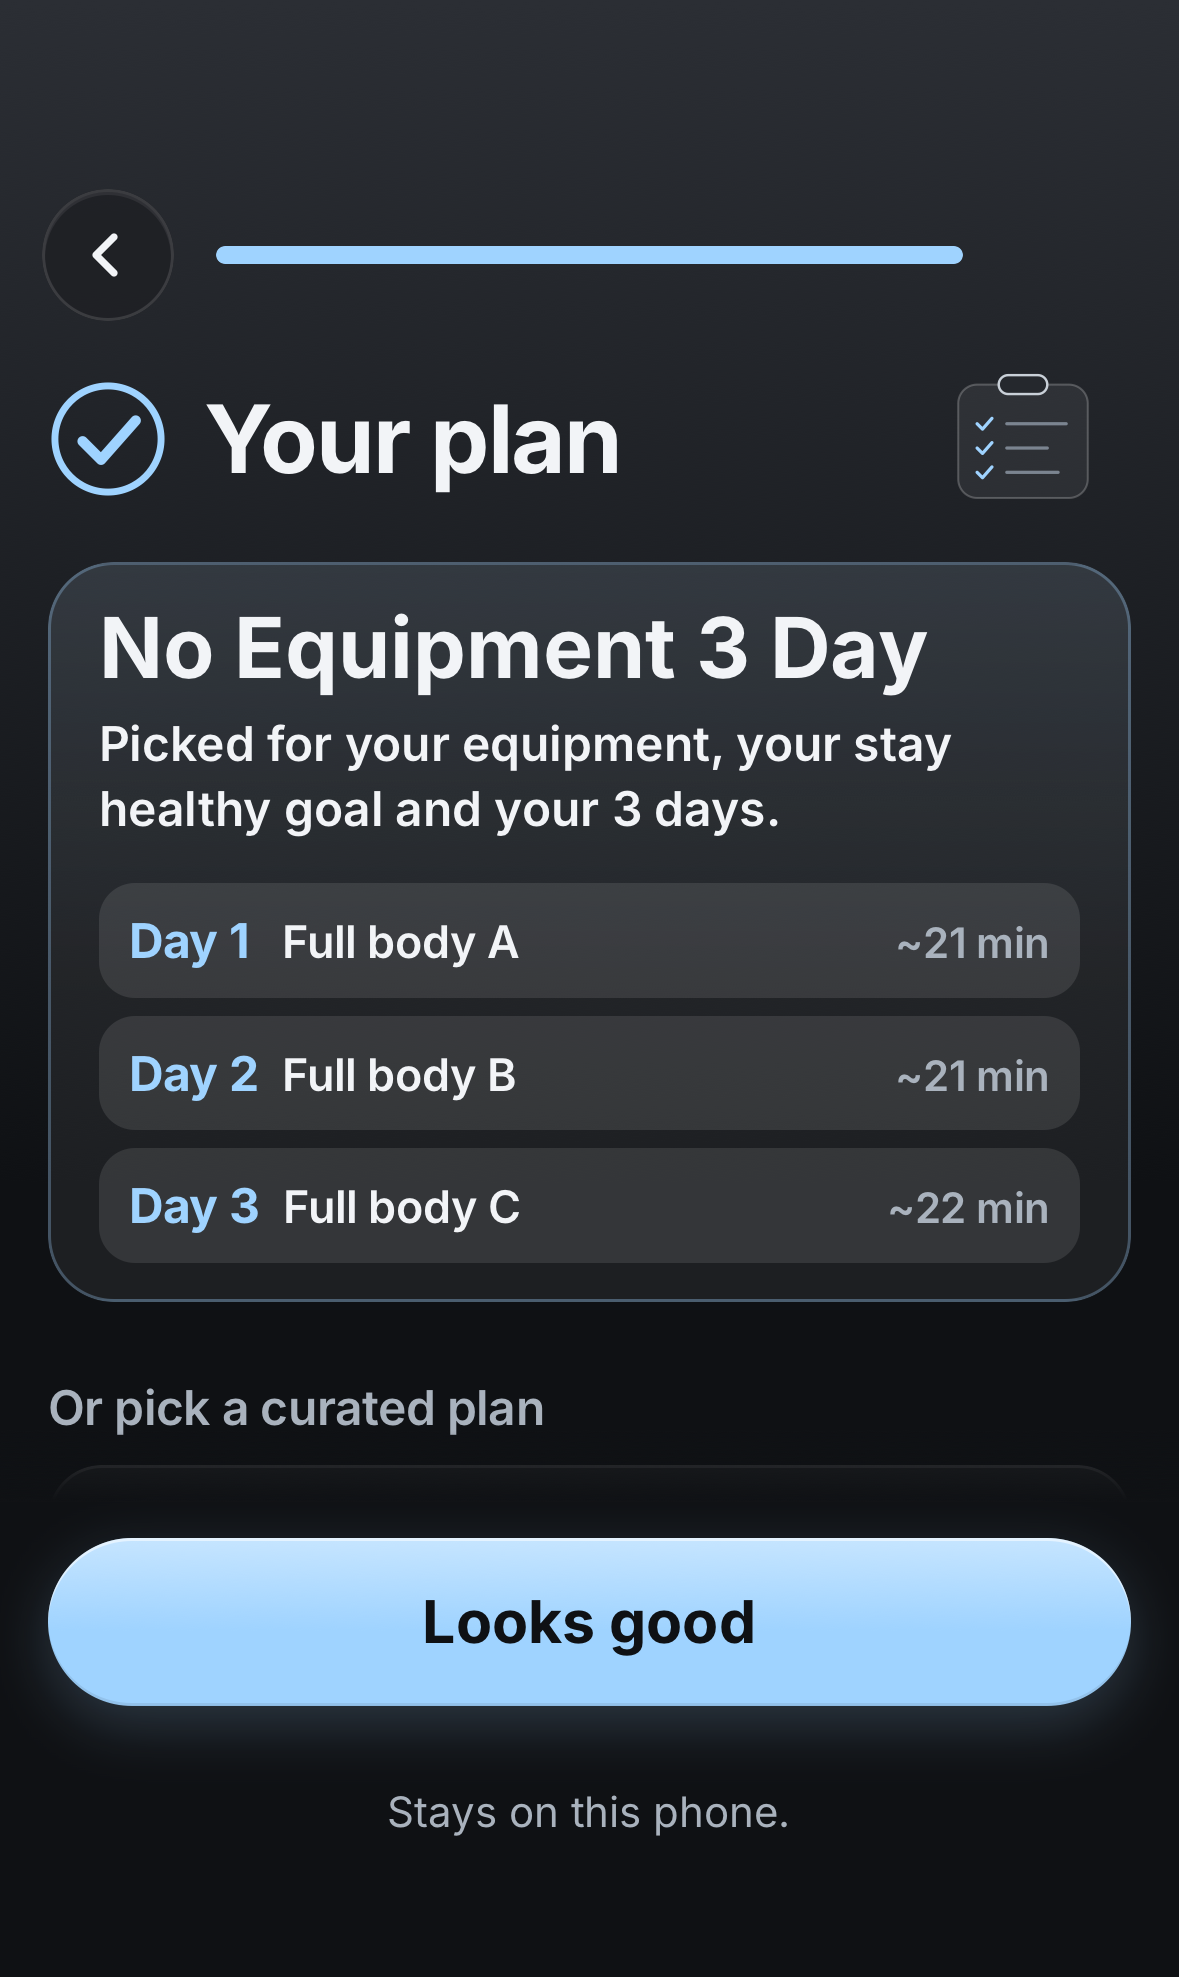 Your plan
No Equipment 3 Day
Picked for your equipment, your stay
healthy goal and your 3 days.
Day 1 Full body A ~21 min
Day 2 Full body B ~21 min
Day 3 Full body C ~22 min
Or pick a curated plan
Looks good
Stays on this phone.